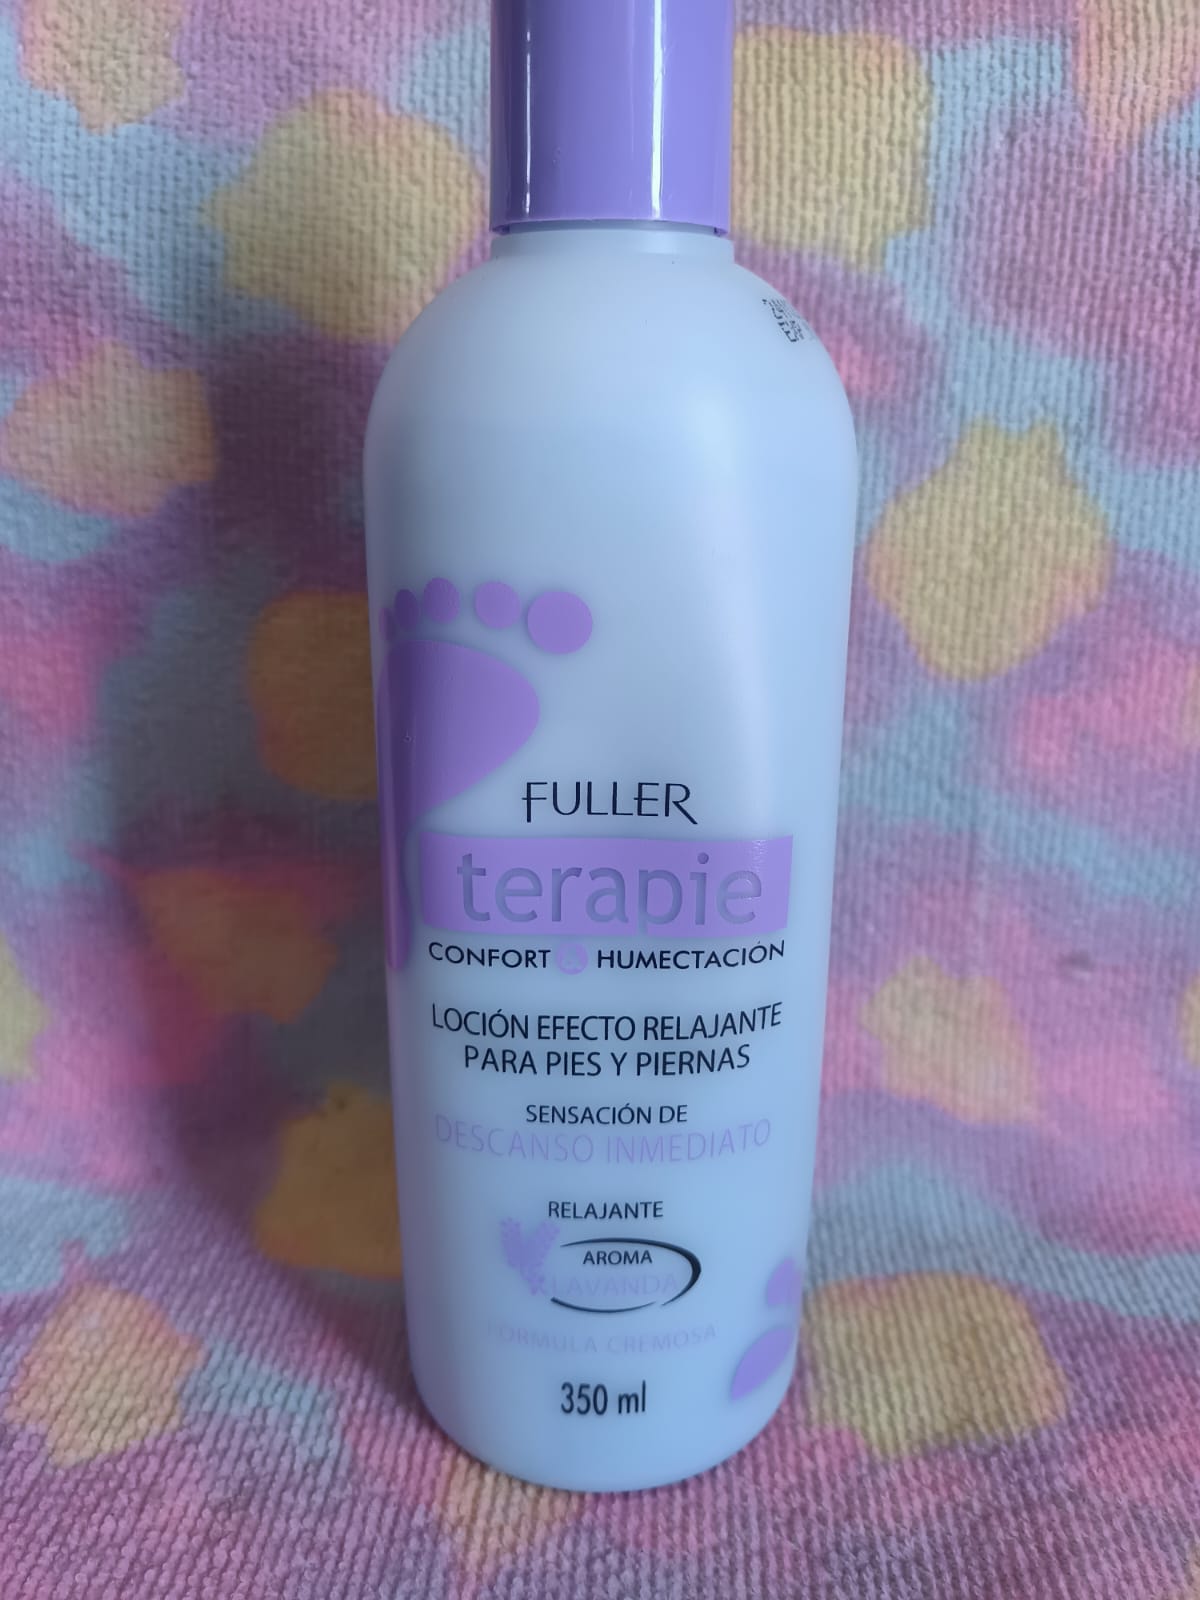 FULLER
terapie
CONFORT & HUMECTACIÓN
LOCIÓN EFECTO RELAJANTE
PARA PIES Y PIERNAS
SENSACIÓN DE
DESCANSO INMEDIATO
RELAJANTE
AROMA
LAVANDA
FÓRMULA CREMOSA
350 ml